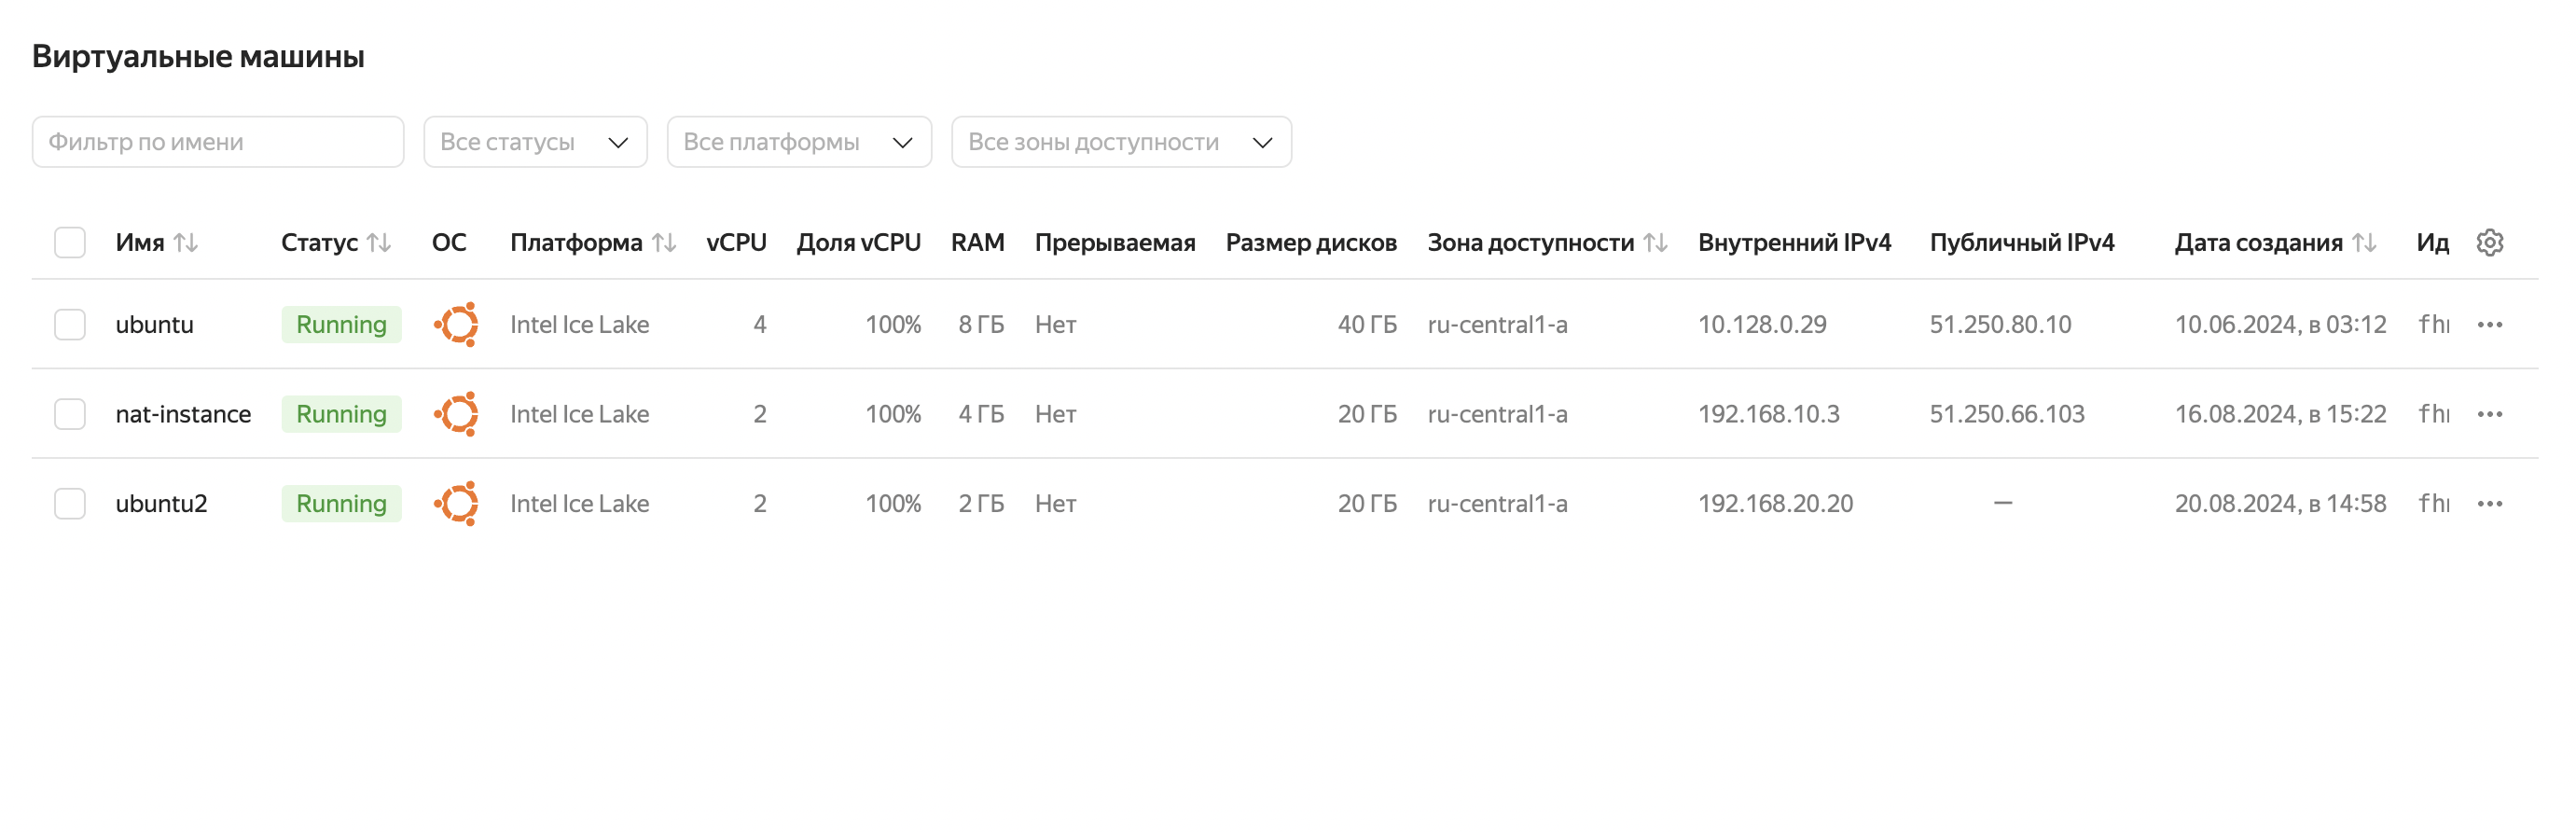 Виртуальные машины
Фильтр по имени Все статусы Все платформы Все зоны доступности
Имя Статус ОС Платформа vCPU Доля vCPU RAM Прерываемая Размер дисков Зона доступности Внутренний IPv4 Публичный IPv4 Дата создания Ид
ubuntu Running Intel Ice Lake 4 100% 8 ГБ Нет 40 ГБ ru-central1-a 10.128.0.29 51.250.80.10 10.06.2024, в 03:12
nat-instance Running Intel Ice Lake 2 100% 4 ГБ Нет 20 ГБ ru-central1-a 192.168.10.3 51.250.66.103 16.08.2024, в 15:22
ubuntu2 Running Intel Ice Lake 2 100% 2 ГБ Нет 20 ГБ ru-central1-a 192.168.20.20 — 20.08.2024, в 14:58